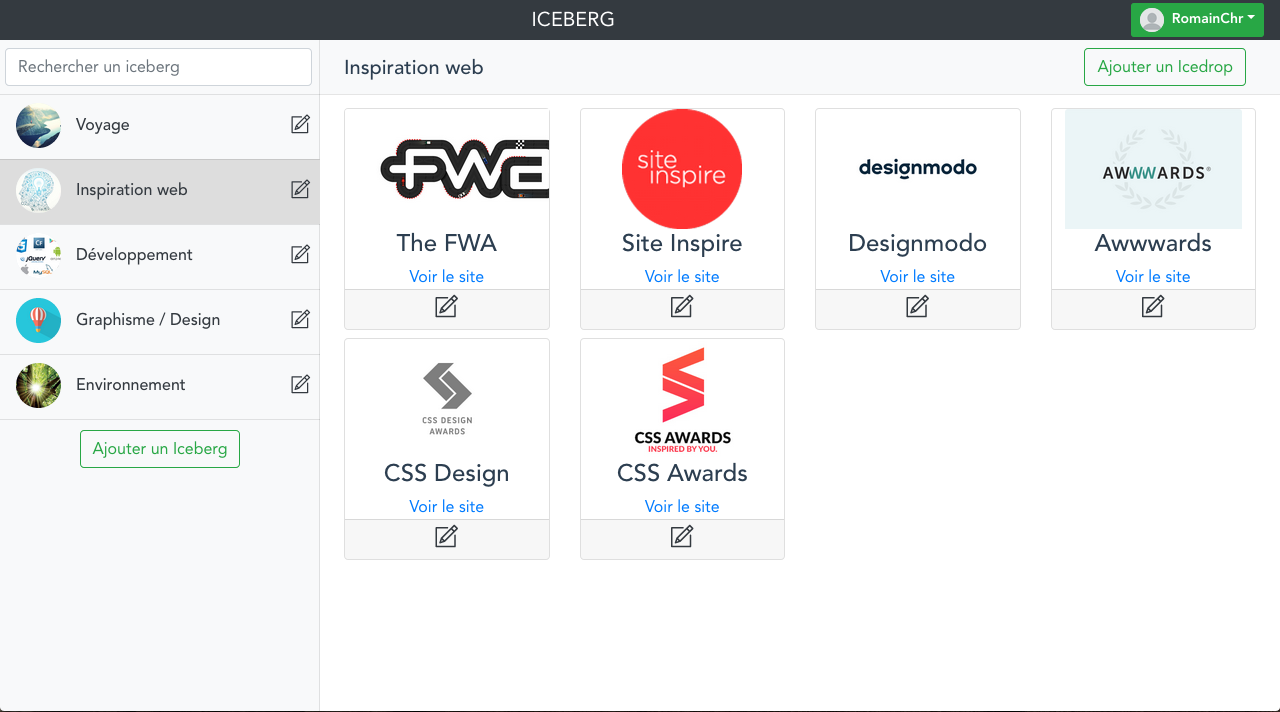 ICEBERG
RomainChr
Rechercher un iceberg
Inspiration web
Ajouter un Icedrop
Voyage
Inspiration web
Développement
Graphisme / Design
Environnement
Ajouter un Iceberg
FWA
The FWA
Voir le site
site
inspire
Site Inspire
Voir le site
designmodo
Designmodo
Voir le site
AWWWARDS®
Awwwards
Voir le site
CSS DESIGN
AWARDS
CSS Design
Voir le site
CSS AWARDS
INSPIRED BY YOU.
CSS Awards
Voir le site
jQuery
MySQL
CF